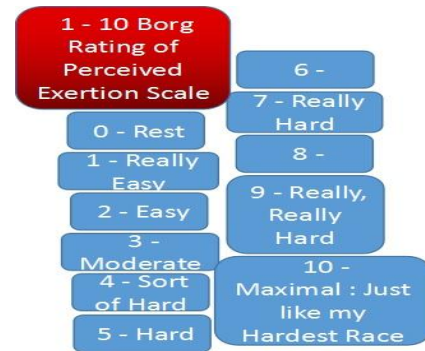 1 - 10 Borg
Rating of
Perceived
Exertion Scale
0 - Rest
1 - Really
Easy
2 - Easy
3 -
Moderate
4 - Sort
of Hard
5 - Hard
6 -
7 - Really
Hard
8 -
9 - Really,
Really
Hard
10 -
Maximal : Just
like my
Hardest Race